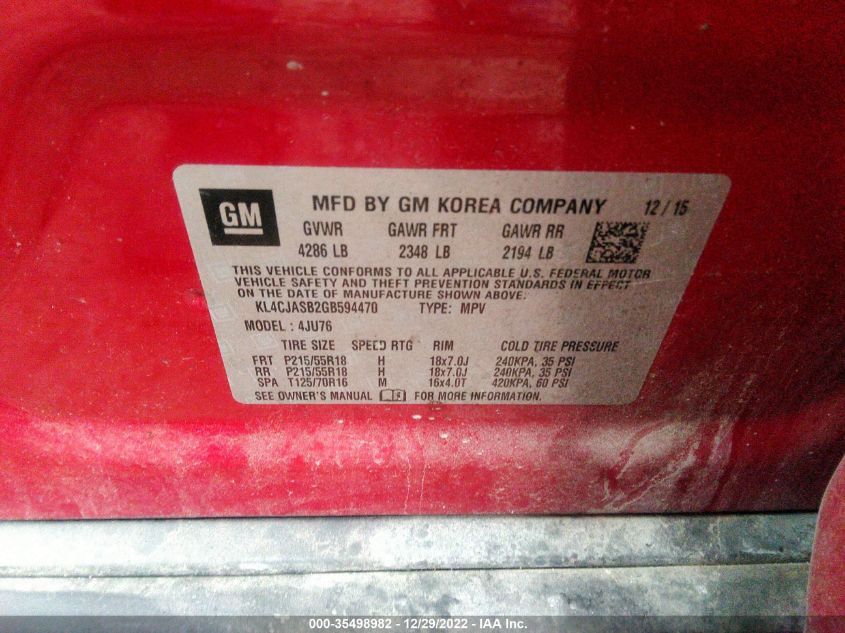 GM
MFD BY GM KOREA COMPANY 12/15
GVWR GAWR FRT GAWR RR
4286 LB 2348 LB 2194 LB
THIS VEHICLE CONFORMS TO ALL APPLICABLE U.S. FEDERAL MOTOR
VEHICLE SAFETY AND THEFT PREVENTION STANDARDS IN EFFECT
ON THE DATE OF MANUFACTURE SHOWN ABOVE.
KL4CJASB2GB594470 TYPE: MPV
MODEL: 4JU76
TIRE SIZE SPEED RTG RIM COLD TIRE PRESSURE
FRT P215/55R18 H 18x7.0J 240KPA, 35 PSI
RR P215/55R18 H 18x7.0J 240KPA, 35 PSI
SPA T125/70R16 M 16x4.0T 420KPA, 60 PSI
SEE OWNER'S MANUAL FOR MORE INFORMATION.
000-35498982 - 12/29/2022 - IAA Inc.